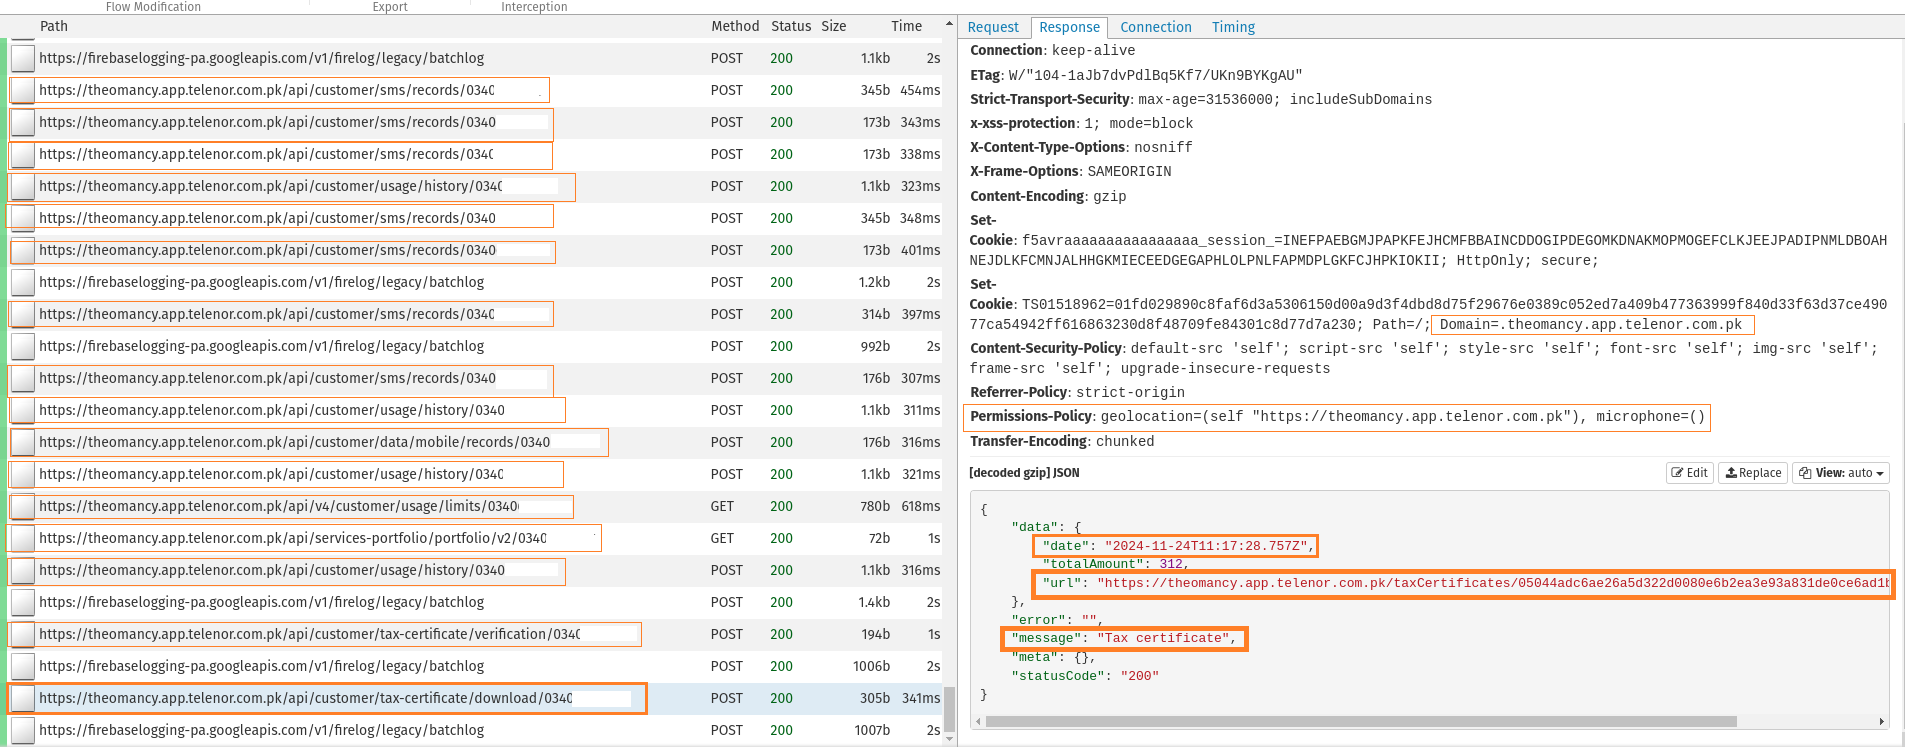 Flow Modification Export Interception
Path Method Status Size Time
https://firebaselogging-pa.googleapis.com/v1/firelog/legacy/batchlog POST 200 1.1kb 2s
https://theomancy.app.telenor.com.pk/api/customer/sms/records/0340 POST 200 345b 454ms
https://theomancy.app.telenor.com.pk/api/customer/sms/records/0340 POST 200 173b 343ms
https://theomancy.app.telenor.com.pk/api/customer/sms/records/0340 POST 200 173b 338ms
https://theomancy.app.telenor.com.pk/api/customer/usage/history/0340 POST 200 1.1kb 323ms
https://theomancy.app.telenor.com.pk/api/customer/sms/records/0340 POST 200 345b 348ms
https://theomancy.app.telenor.com.pk/api/customer/sms/records/0340 POST 200 173b 401ms
https://firebaselogging-pa.googleapis.com/v1/firelog/legacy/batchlog POST 200 1.2kb 2s
https://theomancy.app.telenor.com.pk/api/customer/sms/records/0340 POST 200 314b 397ms
https://firebaselogging-pa.googleapis.com/v1/firelog/legacy/batchlog POST 200 992b 2s
https://theomancy.app.telenor.com.pk/api/customer/sms/records/0340 POST 200 176b 307ms
https://theomancy.app.telenor.com.pk/api/customer/usage/history/0340 POST 200 1.1kb 311ms
https://theomancy.app.telenor.com.pk/api/customer/data/mobile/records/0340 POST 200 176b 316ms
https://theomancy.app.telenor.com.pk/api/customer/usage/history/0340 POST 200 1.1kb 321ms
https://theomancy.app.telenor.com.pk/api/v4/customer/usage/limits/0340 GET 200 780b 618ms
https://theomancy.app.telenor.com.pk/api/services-portfolio/portfolio/v2/0340 GET 200 72b 1s
https://theomancy.app.telenor.com.pk/api/customer/usage/history/0340 POST 200 1.1kb 316ms
https://firebaselogging-pa.googleapis.com/v1/firelog/legacy/batchlog POST 200 1.4kb 2s
https://theomancy.app.telenor.com.pk/api/customer/tax-certificate/verification/0340 POST 200 194b 1s
https://firebaselogging-pa.googleapis.com/v1/firelog/legacy/batchlog POST 200 1006b 2s
https://theomancy.app.telenor.com.pk/api/customer/tax-certificate/download/0340 POST 200 305b 341ms
https://firebaselogging-pa.googleapis.com/v1/firelog/legacy/batchlog POST 200 1007b 2s
Request Response Connection Timing
Connection: keep-alive
ETag: W/"104-1aJb7dvPdlBq5Kf7/UKn9BYKgAU"
Strict-Transport-Security: max-age=31536000; includeSubDomains
x-xss-protection: 1; mode=block
X-Content-Type-Options: nosniff
X-Frame-Options: SAMEORIGIN
Content-Encoding: gzip
Set-
Cookie: f5avraaaaaaaaaaaaaaaa_session_=INEFPAEBGMJPAPKFEJHCMFBBAINCDDOGIPDEGOMKDNAKMOPMOGEFCLKJEEJPADIPNMLDBOAH
NEJDLKFCMNJALHHGKMIECEEDGEGAPHLOLPNLFAPMDPLGKFCJHPKIOKII; HttpOnly; secure;
Set-
Cookie: TS01518962=01fd029890c8faf6d3a5306150d00a9d3f4dbd8d75f29676e0389c052ed7a409b477363999f840d33f63d37ce490
77ca54942ff616863230d8f48709fe84301c8d77d7a230; Path=/; Domain=.theomancy.app.telenor.com.pk
Content-Security-Policy: default-src 'self'; script-src 'self'; style-src 'self'; font-src 'self'; img-src 'self';
frame-src 'self'; upgrade-insecure-requests
Referrer-Policy: strict-origin
Permissions-Policy: geolocation=(self "https://theomancy.app.telenor.com.pk"), microphone=()
Transfer-Encoding: chunked
[decoded gzip] JSON Edit Replace View: auto
{
"data": {
"date": "2024-11-24T11:17:28.757Z",
"totalAmount": 312,
"url": "https://theomancy.app.telenor.com.pk/taxCertificates/05044adc6ae26a5d322d0080e6b2ea3e93a831de0ce6ad1b
},
"error": "",
"message": "Tax certificate",
"meta": {},
"statusCode": "200"
}